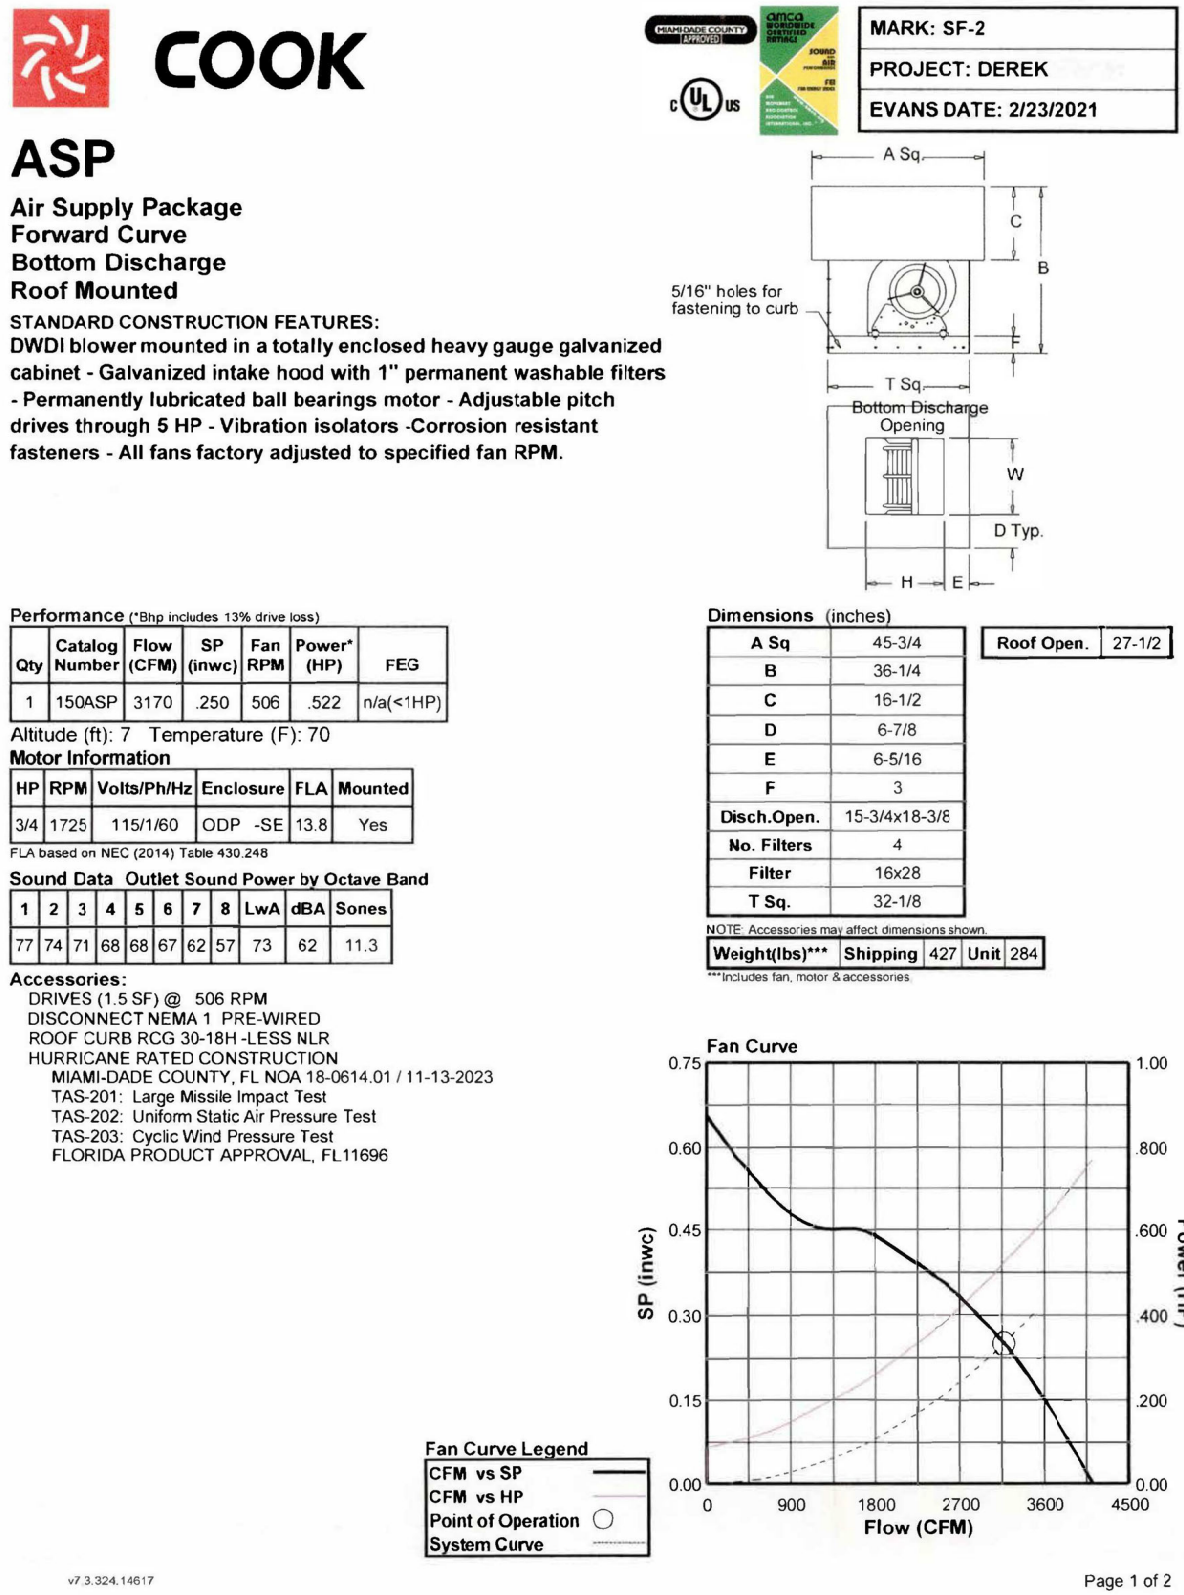 COOK
MIAMI-DADE COUNTY
APPROVED
amca
WORLDWIDE
CERTIFIED
RATINGS
SOUND
AIR
FEI
C UL US
MARK: SF-2
PROJECT: DEREK
EVANS DATE: 2/23/2021
ASP
Air Supply Package
Forward Curve
Bottom Discharge
Roof Mounted
STANDARD CONSTRUCTION FEATURES:
DWDI blower mounted in a totally enclosed heavy gauge galvanized
cabinet - Galvanized intake hood with 1" permanent washable filters
- Permanently lubricated ball bearings motor - Adjustable pitch
drives through 5 HP - Vibration isolators -Corrosion resistant
fasteners - All fans factory adjusted to specified fan RPM.
A Sq.
C
B
5/16" holes for
fastening to curb
F
T Sq.
Bottom Discharge
Opening
W
D Typ.
H E
Performance (*Bhp includes 13% drive loss)
Qty Catalog Number Flow (CFM) SP (inwc) Fan RPM Power* (HP) FEG
1 150ASP 3170 .250 506 .522 n/a(<1HP)
Altitude (ft): 7 Temperature (F): 70
Motor Information
HP RPM Volts/Ph/Hz Enclosure FLA Mounted
3/4 1725 115/1/60 ODP -SE 13.8 Yes
FLA based on NEC (2014) Table 430.248
Sound Data Outlet Sound Power by Octave Band
1 2 3 4 5 6 7 8 LwA dBA Sones
77 74 71 68 68 67 62 57 73 62 11.3
Accessories:
DRIVES (1.5 SF) @ 506 RPM
DISCONNECT NEMA 1 PRE-WIRED
ROOF CURB RCG 30-18H -LESS NLR
HURRICANE RATED CONSTRUCTION
MIAMI-DADE COUNTY, FL NOA 18-0614.01 / 11-13-2023
TAS-201: Large Missile Impact Test
TAS-202: Uniform Static Air Pressure Test
TAS-203: Cyclic Wind Pressure Test
FLORIDA PRODUCT APPROVAL, FL11696
Dimensions (inches)
A Sq 45-3/4
B 36-1/4
C 16-1/2
D 6-7/8
E 6-5/16
F 3
Disch.Open. 15-3/4x18-3/8
No. Filters 4
Filter 16x28
T Sq. 32-1/8
Roof Open. 27-1/2
NOTE: Accessories may affect dimensions shown.
Weight(lbs)*** Shipping 427 Unit 284
***Includes fan, motor & accessories.
Fan Curve
0.75
0.60
0.45
0.30
0.15
0.00
SP (inwc)
1.00
.800
.600
.400
.200
0.00
Power (HP)
0 900 1800 2700 3600 4500
Flow (CFM)
Fan Curve Legend
CFM vs SP
CFM vs HP
Point of Operation
System Curve
v7.3.324.14617
Page 1 of 2